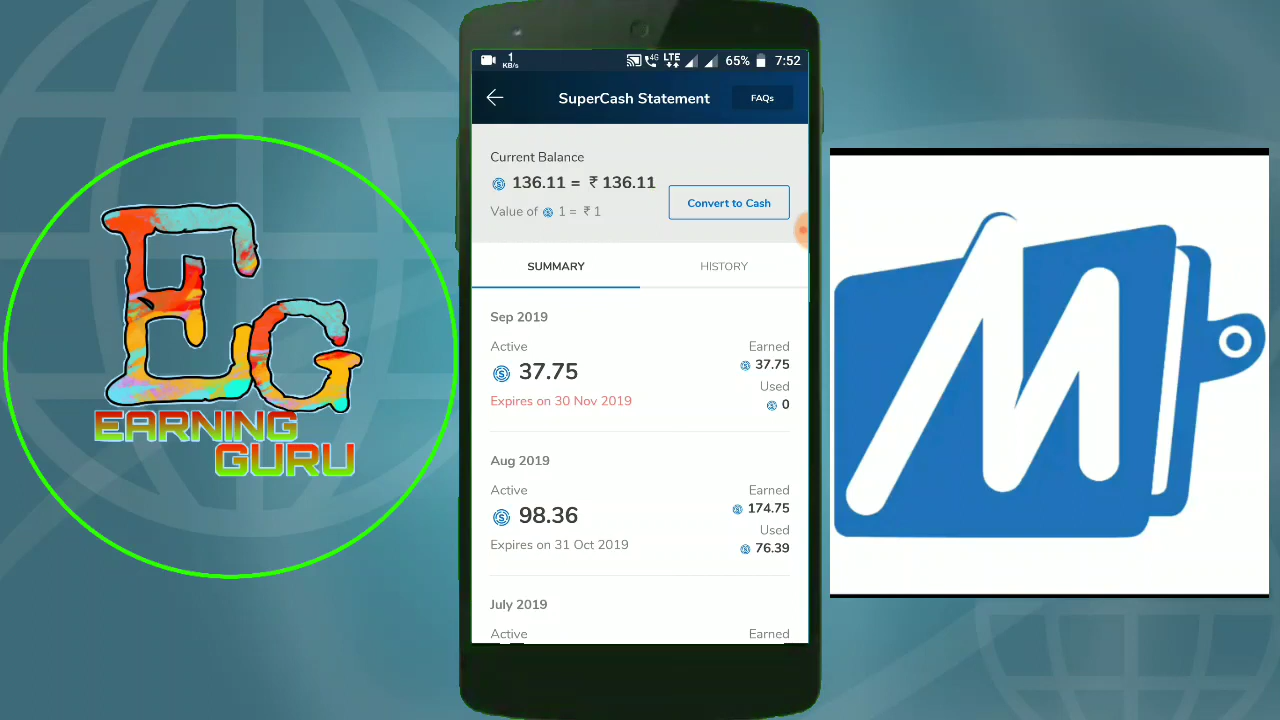 1
KB/s
4G
LTE
65%
7:52
SuperCash Statement
FAQs
Current Balance
136.11 = ₹ 136.11
Value of 1 = ₹ 1
Convert to Cash
SUMMARY
HISTORY
Sep 2019
Active
Earned
37.75
37.75
Used
Expires on 30 Nov 2019
0
Aug 2019
Active
Earned
98.36
174.75
Used
Expires on 31 Oct 2019
76.39
July 2019
Active
Earned
EG
EARNING
GURU
M